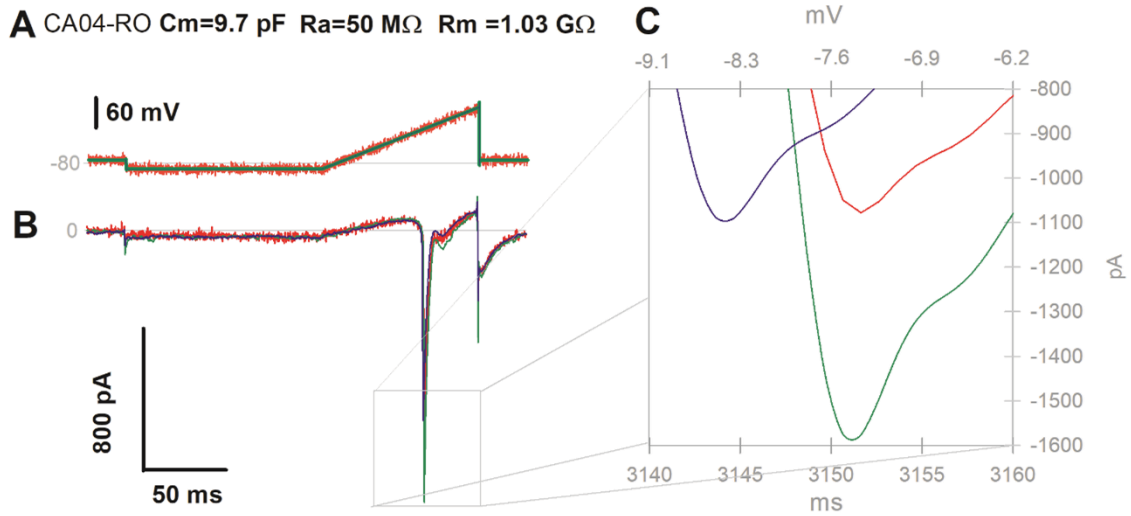 A CA04-RO Cm=9.7 pF Ra=50 MΩ Rm =1.03 GΩ
60 mV
-80
B
0
800 pA
50 ms
C
mV
-9.1 -8.3 -7.6 -6.9 -6.2
-800
-900
-1000
-1100
-1200
-1300
-1400
-1500
-1600
pA
3140 3145 3150 3155 3160
ms